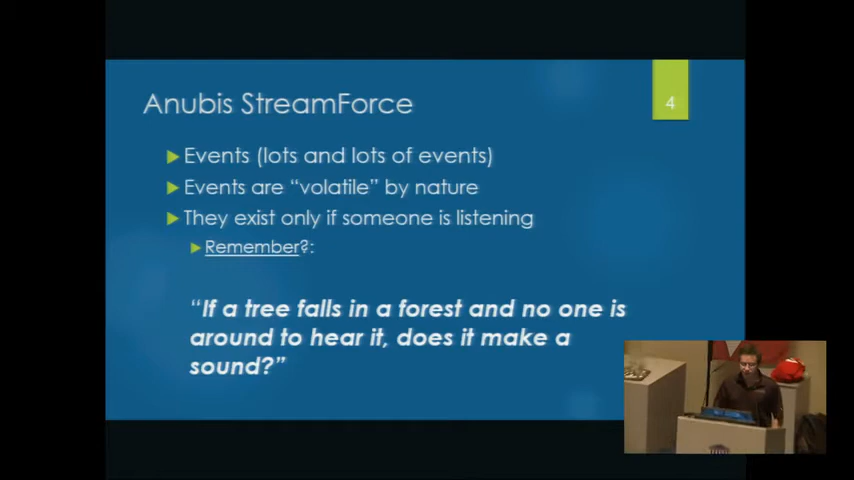 Anubis StreamForce
4
Events (lots and lots of events)
Events are “volatile” by nature
They exist only if someone is listening
Remember?:
“If a tree falls in a forest and no one is
around to hear it, does it make a
sound?”